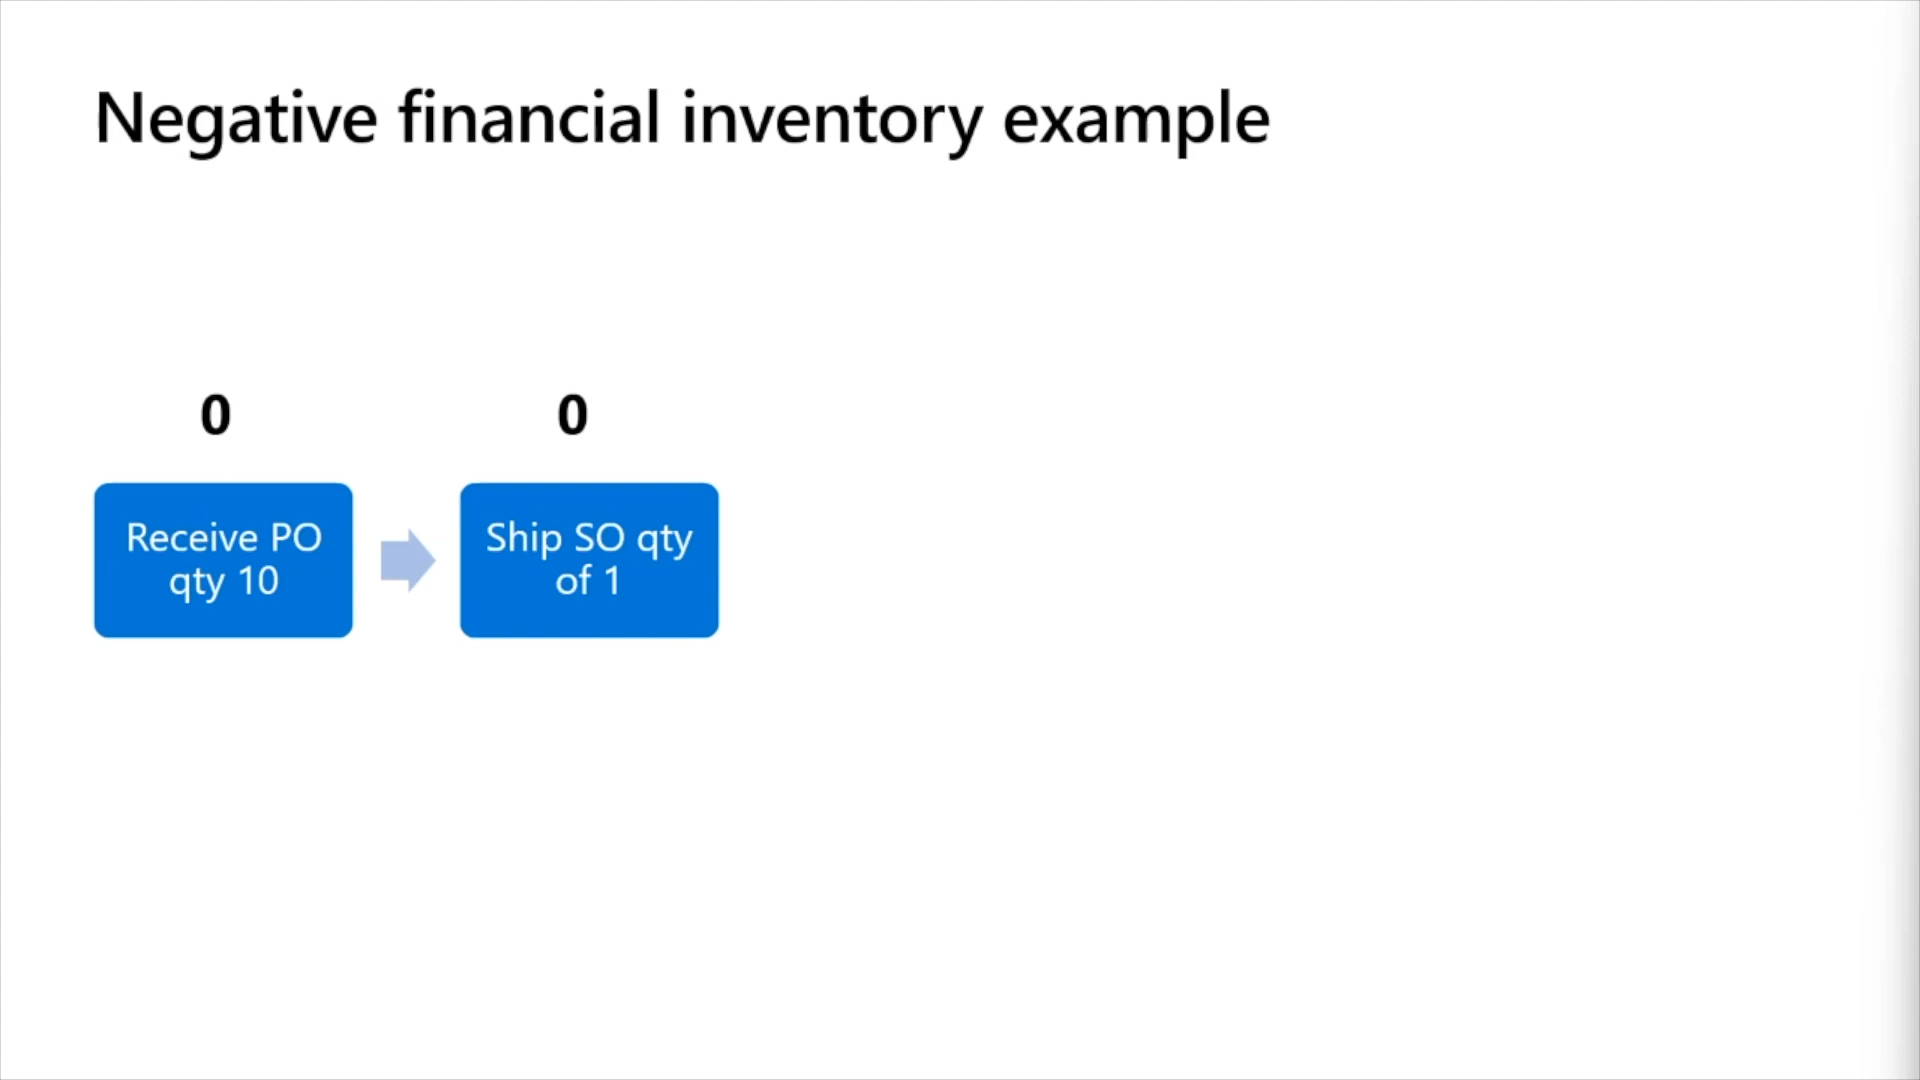 Negative financial inventory example
0
0
Receive PO
qty 10
Ship SO qty
of 1